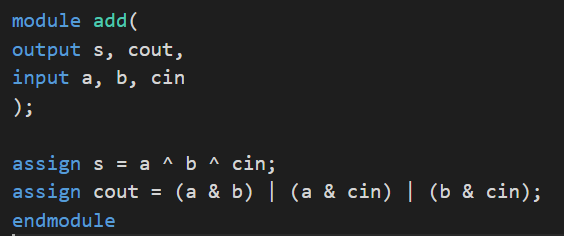 module add(
output s, cout,
input a, b, cin
);
assign s = a ^ b ^ cin;
assign cout = (a & b) | (a & cin) | (b & cin);
endmodule